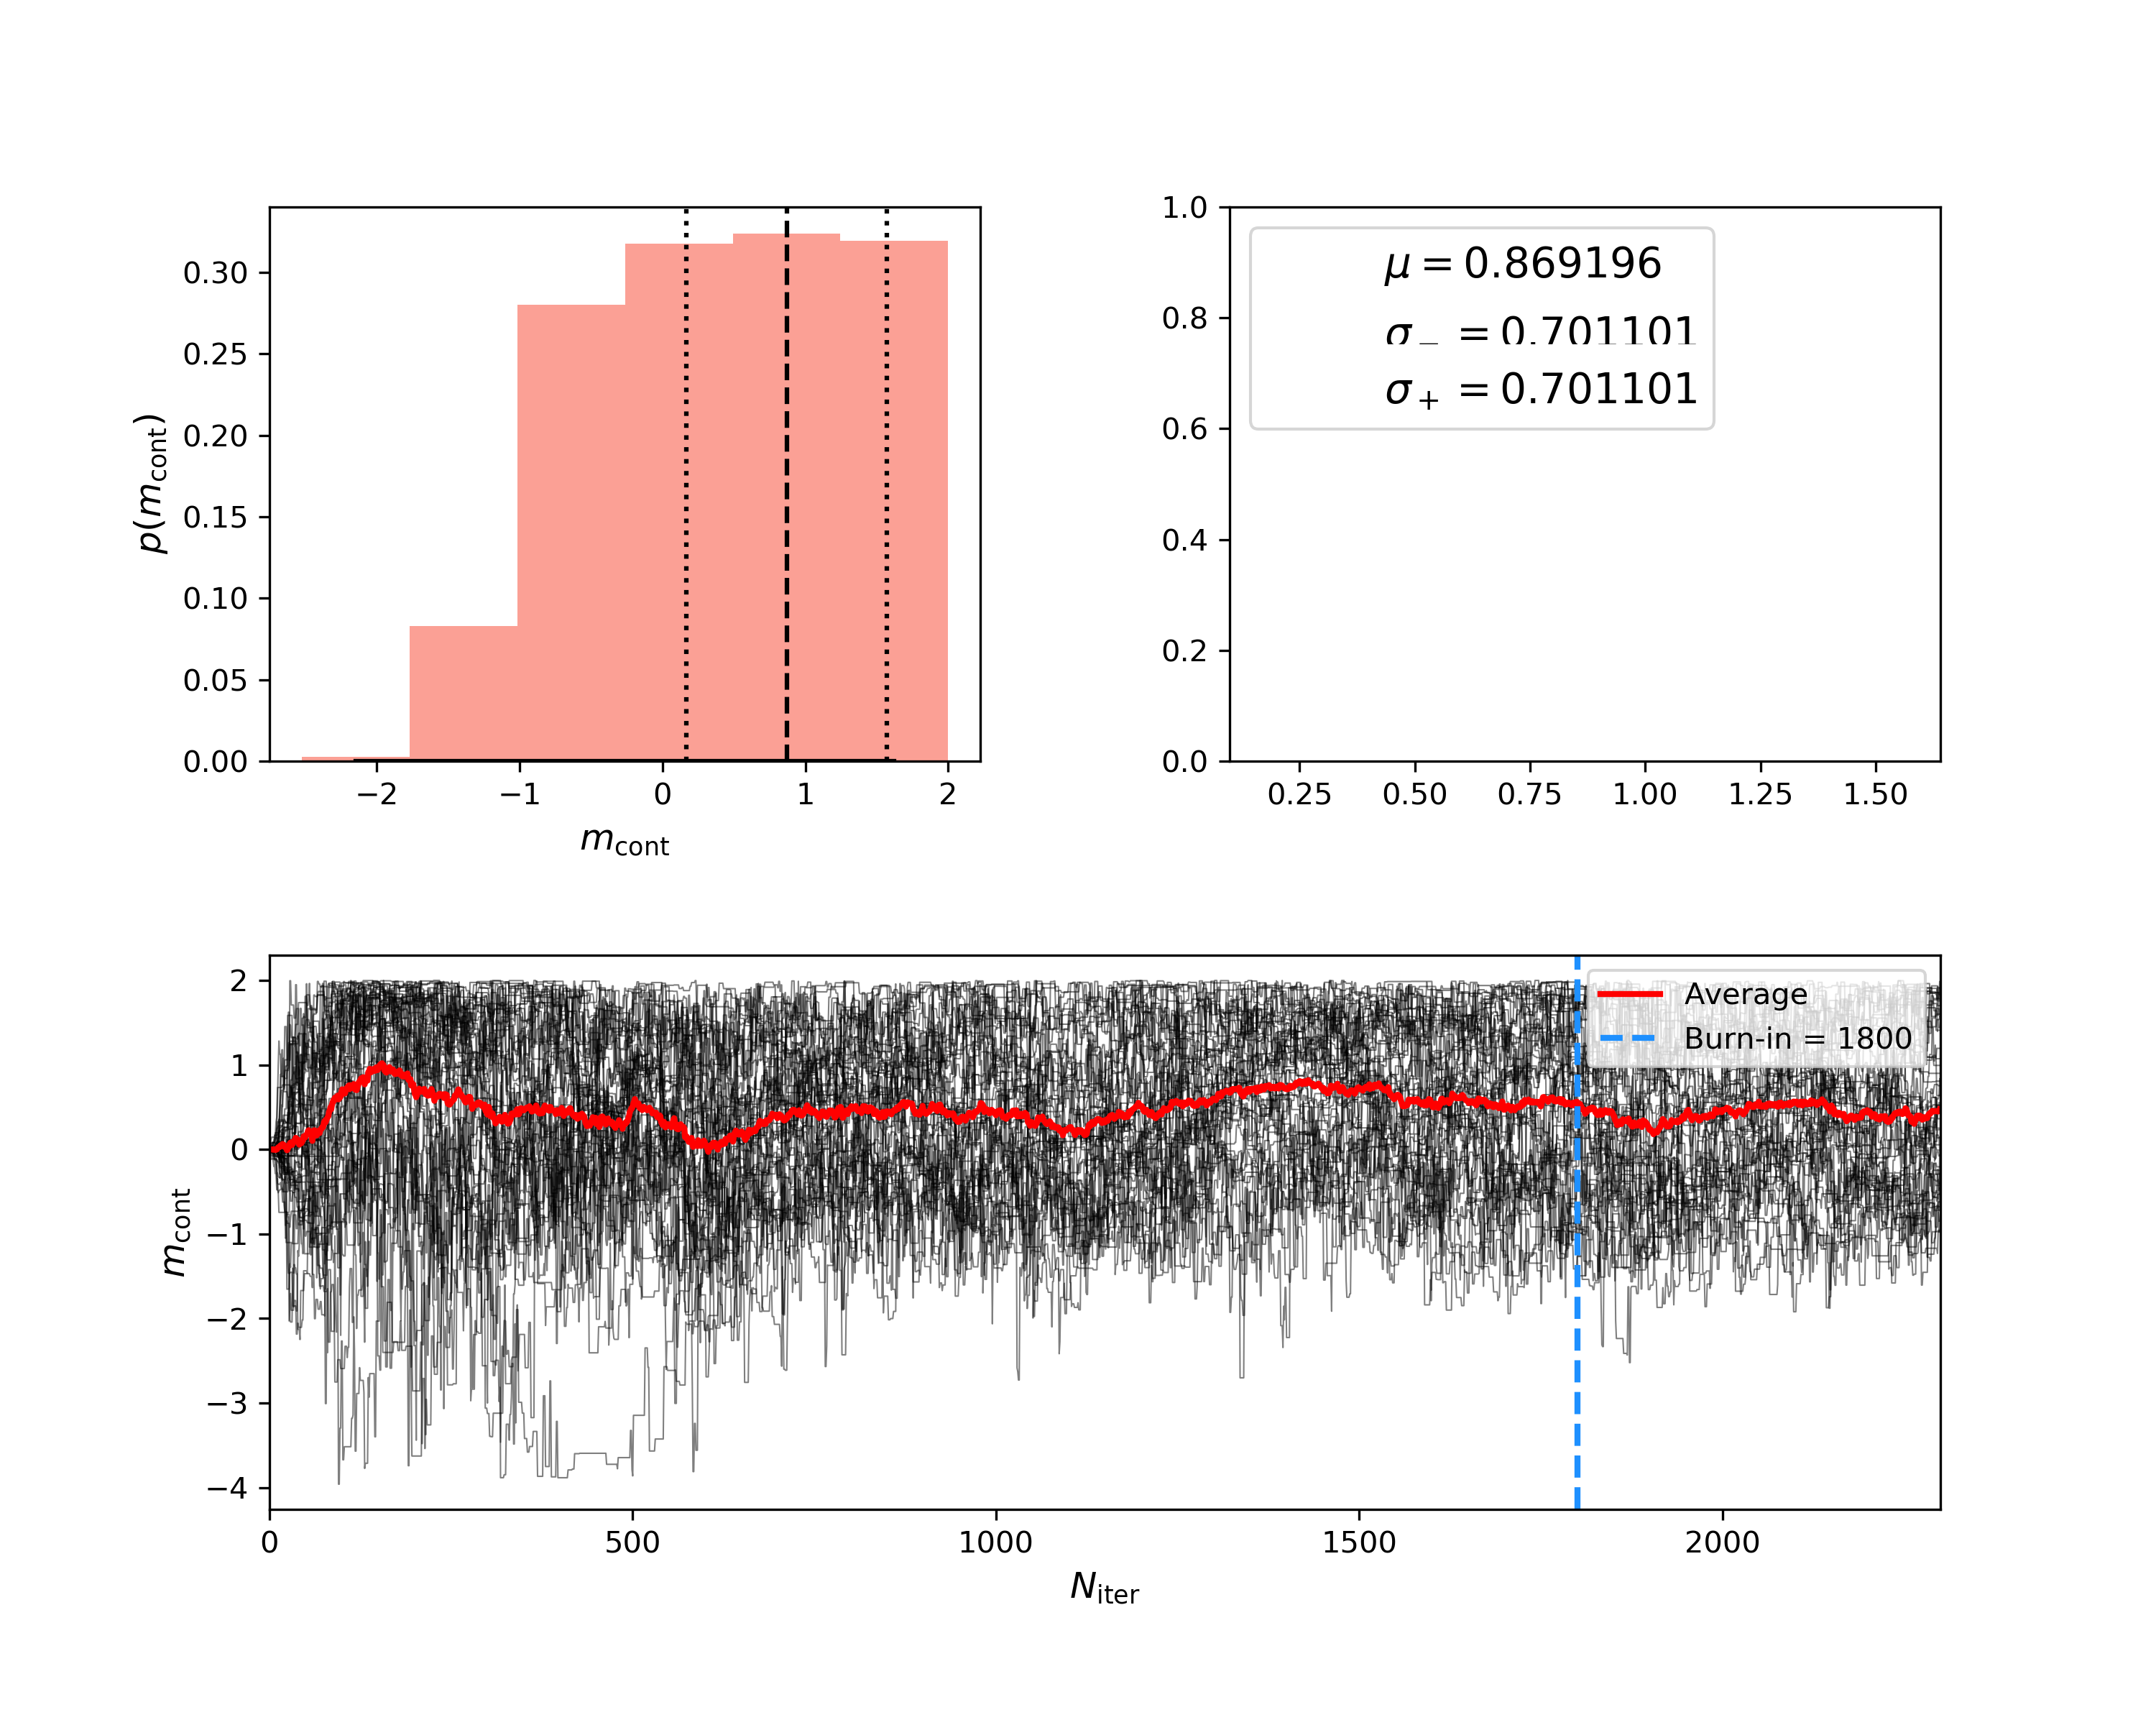 0.30
0.25
0.20
0.15
0.10
0.05
0.00
p(m_cont)
−2 −1 0 1 2
m_cont
1.0
0.8
0.6
0.4
0.2
0.0
μ = 0.869196
σ_− = 0.701101
σ_+ = 0.701101
0.25 0.50 0.75 1.00 1.25 1.50
2
1
0
−1
−2
−3
−4
m_cont
Average
Burn-in = 1800
0 500 1000 1500 2000
N_iter